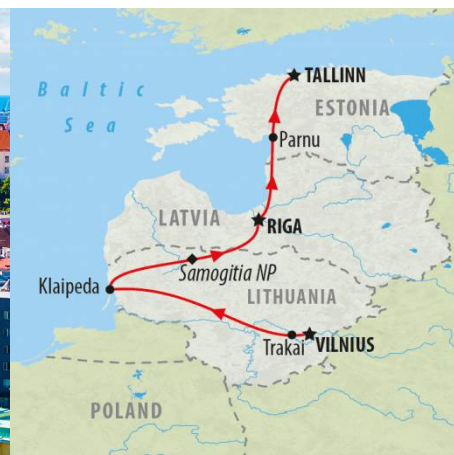 Baltic
Sea
TALLINN
ESTONIA
Parnu
LATVIA
RIGA
Samogitia NP
Klaipeda
LITHUANIA
Trakai
VILNIUS
POLAND